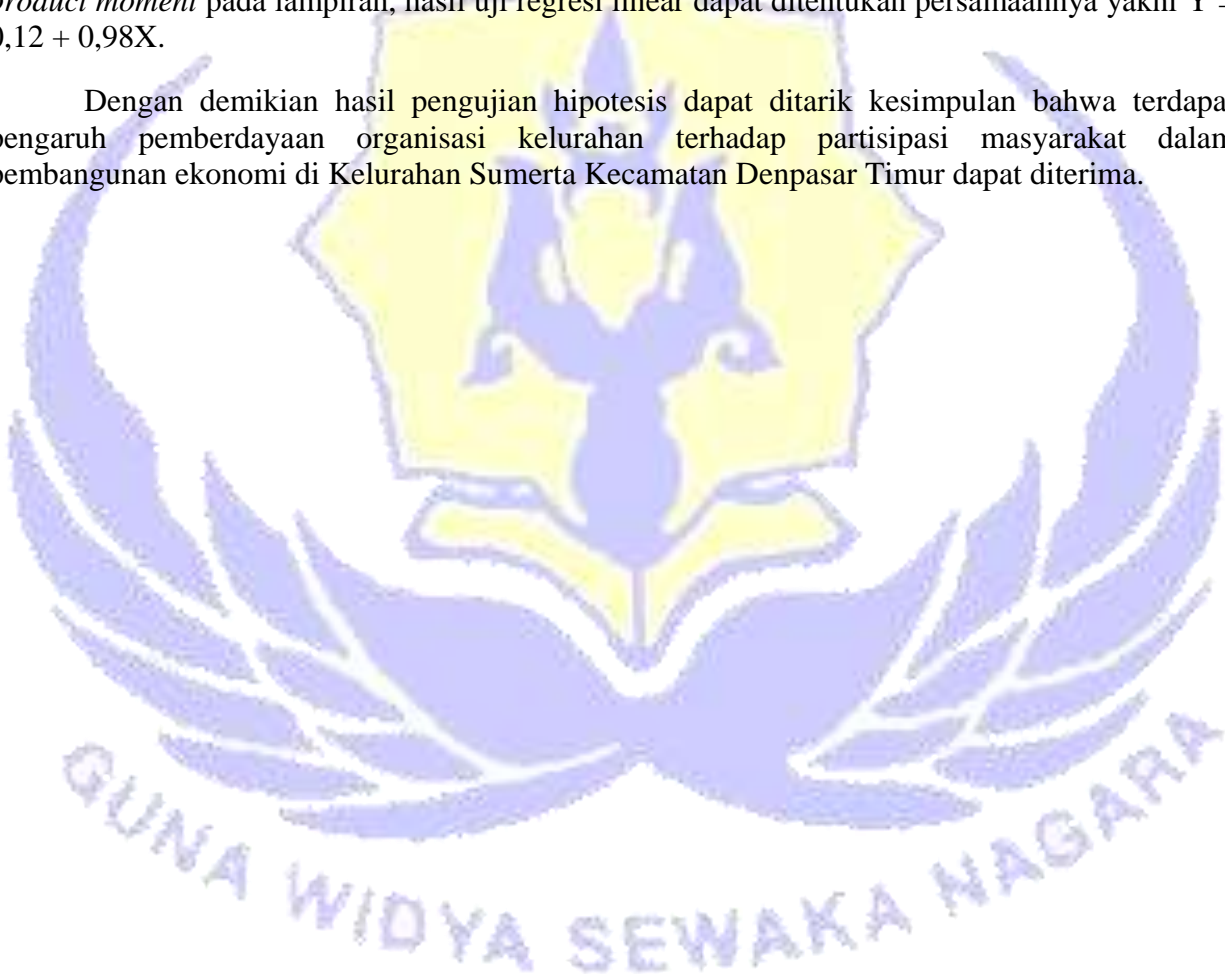 product moment pada lampiran, hasil uji regresi linear dapat ditentukan persamaannya yakni Y =
0,12 + 0,98X.
Dengan demikian hasil pengujian hipotesis dapat ditarik kesimpulan bahwa terdapa
pengaruh pemberdayaan organisasi kelurahan terhadap partisipasi masyarakat dalam
pembangunan ekonomi di Kelurahan Sumerta Kecamatan Denpasar Timur dapat diterima.
GUNA WIDYA SEWAKA NAGARA